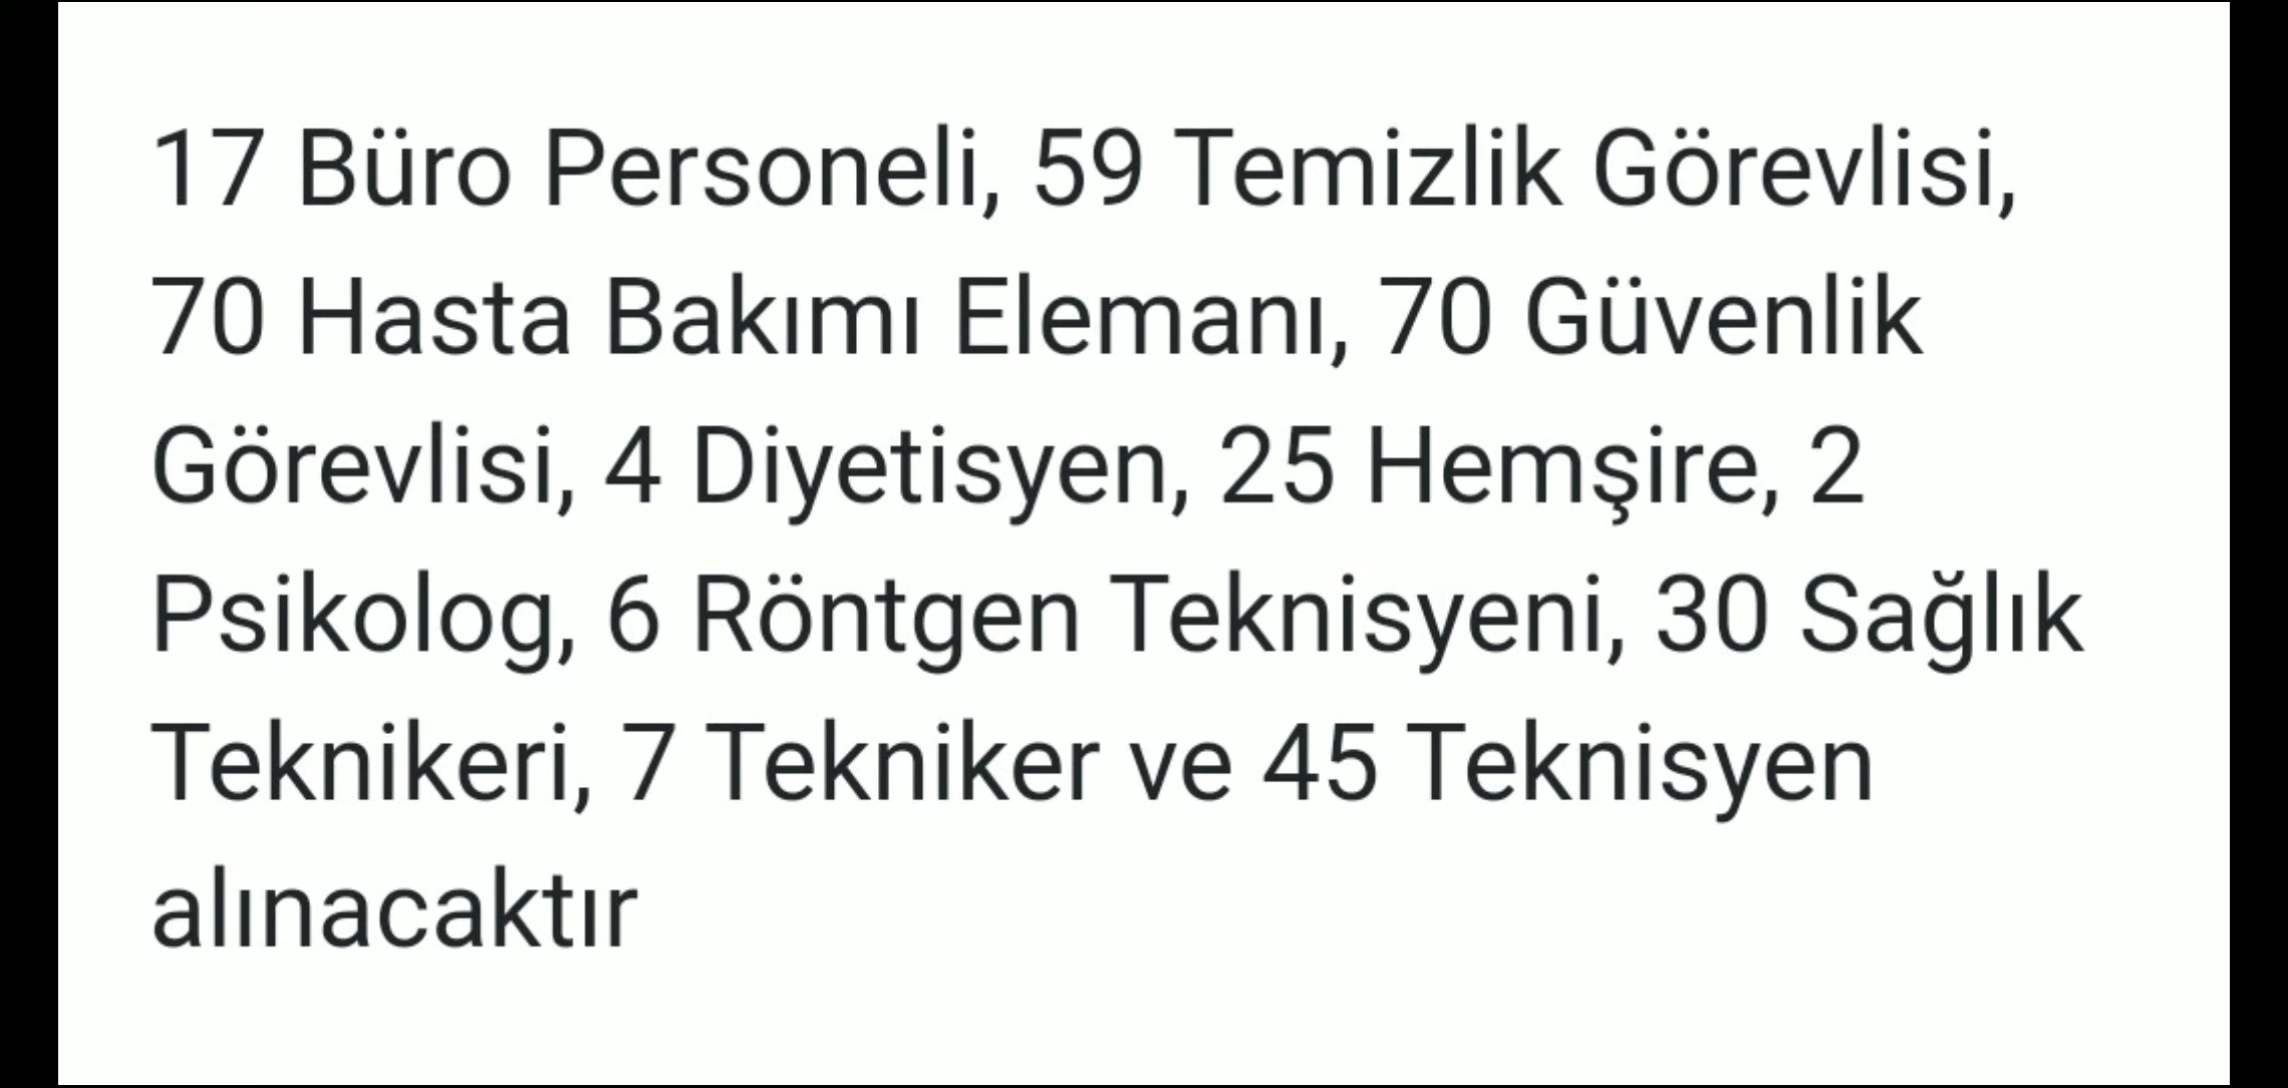 17 Büro Personeli, 59 Temizlik Görevlisi,
70 Hasta Bakımı Elemanı, 70 Güvenlik
Görevlisi, 4 Diyetisyen, 25 Hemşire, 2
Psikolog, 6 Röntgen Teknisyeni, 30 Sağlık
Teknikeri, 7 Tekniker ve 45 Teknisyen
alınacaktır